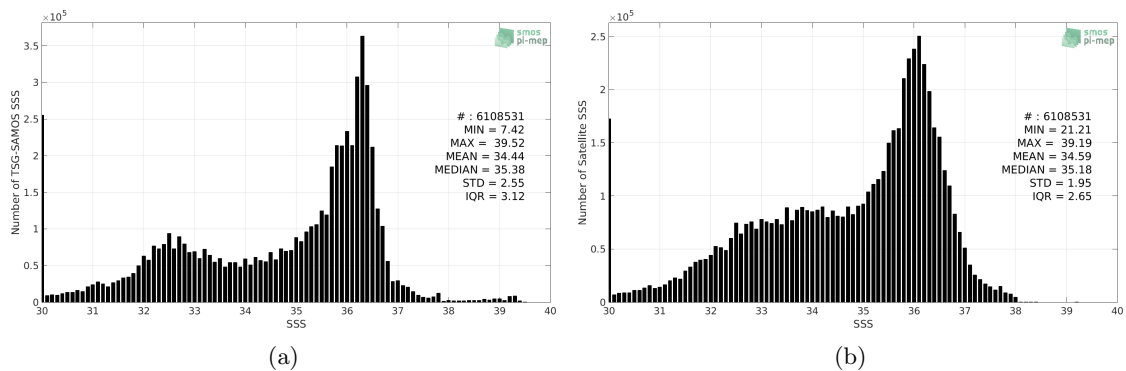 ×10⁵
3.5
3
2.5
2
1.5
1
0.5
0
30 31 32 33 34 35 36 37 38 39 40
SSS
Number of TSG-SAMOS SSS
smos
pi-mep
# : 6108531
MIN = 7.42
MAX = 39.52
MEAN = 34.44
MEDIAN = 35.38
STD = 2.55
IQR = 3.12
(a)
×10⁵
2.5
2
1.5
1
0.5
0
30 31 32 33 34 35 36 37 38 39 40
SSS
Number of Satellite SSS
smos
pi-mep
# : 6108531
MIN = 21.21
MAX = 39.19
MEAN = 34.59
MEDIAN = 35.18
STD = 1.95
IQR = 2.65
(b)